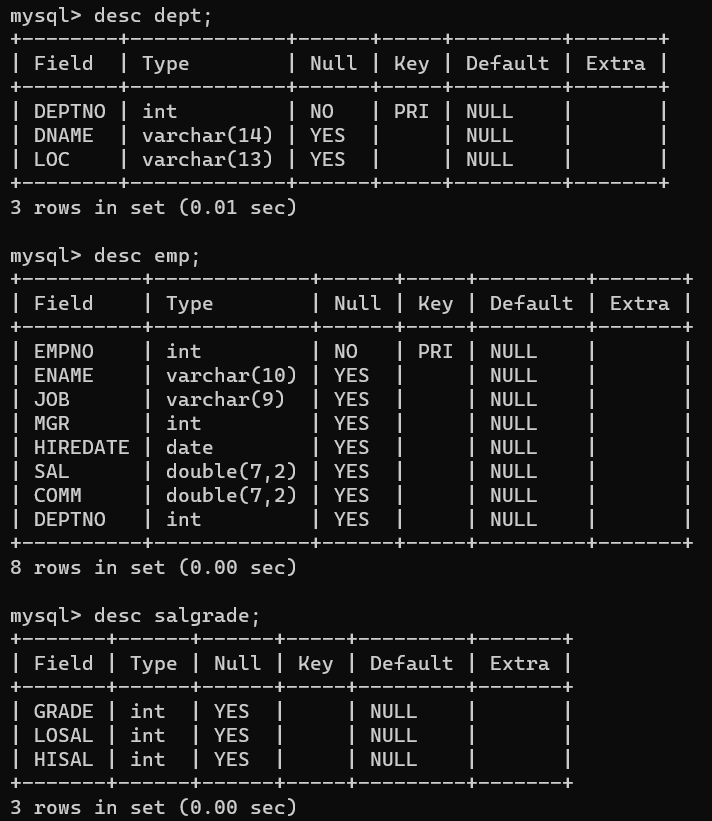 mysql> desc dept;
+--------+-------------+------+-----+---------+-------+
| Field  | Type        | Null | Key | Default | Extra |
+--------+-------------+------+-----+---------+-------+
| DEPTNO | int         | NO   | PRI | NULL    |       |
| DNAME  | varchar(14) | YES  |     | NULL    |       |
| LOC    | varchar(13) | YES  |     | NULL    |       |
+--------+-------------+------+-----+---------+-------+
3 rows in set (0.01 sec)

mysql> desc emp;
+----------+-------------+------+-----+---------+-------+
| Field    | Type        | Null | Key | Default | Extra |
+----------+-------------+------+-----+---------+-------+
| EMPNO    | int         | NO   | PRI | NULL    |       |
| ENAME    | varchar(10) | YES  |     | NULL    |       |
| JOB      | varchar(9)  | YES  |     | NULL    |       |
| MGR      | int         | YES  |     | NULL    |       |
| HIREDATE | date        | YES  |     | NULL    |       |
| SAL      | double(7,2) | YES  |     | NULL    |       |
| COMM     | double(7,2) | YES  |     | NULL    |       |
| DEPTNO   | int         | YES  |     | NULL    |       |
+----------+-------------+------+-----+---------+-------+
8 rows in set (0.00 sec)

mysql> desc salgrade;
+-------+------+------+-----+---------+-------+
| Field | Type | Null | Key | Default | Extra |
+-------+------+------+-----+---------+-------+
| GRADE | int  | YES  |     | NULL    |       |
| LOSAL | int  | YES  |     | NULL    |       |
| HISAL | int  | YES  |     | NULL    |       |
+-------+------+------+-----+---------+-------+
3 rows in set (0.00 sec)